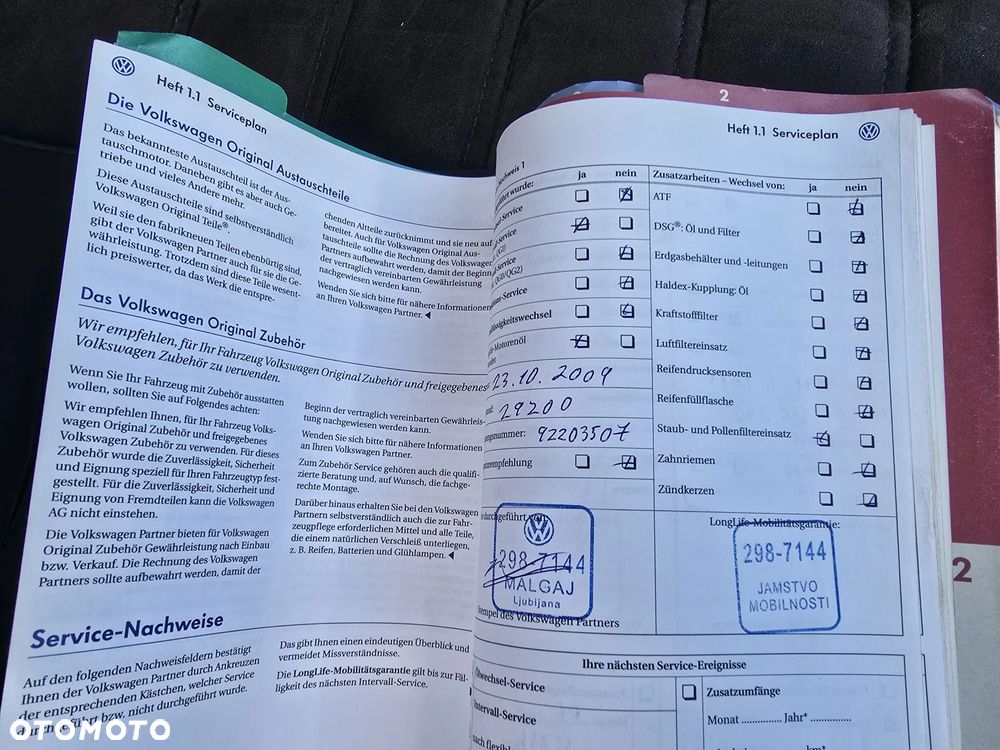 Heft 1.1 Serviceplan
Die Volkswagen Original Austauschteile
Das bekannteste Austauschteil ist der Aus-
tauschmotor. Daneben gibt es aber auch Ge-
triebe und vieles Andere mehr.
Diese Austauschteile sind selbstverständlich
Volkswagen Original Teile®
Weil sie den fabrikneuen Teilen ebenbürtig sind,
gibt der Volkswagen Partner auch für sie die Ge-
währleistung. Trotzdem sind diese Teile wesent-
lich preiswerter, da das Werk die entspre-
chenden Altteile zurücknimmt und sie neu auf-
bereitet. Auch für Volkswagen Original Aus-
tauschteile sollte die Rechnung des Volkswagen
Partners aufbewahrt werden, damit der Beginn
der vertraglich vereinbarten Gewährleistung
nachgewiesen werden kann.
Wenden Sie sich bitte für nähere Informationen
an Ihren Volkswagen Partner.
Das Volkswagen Original Zubehör
Wir empfehlen, für Ihr Fahrzeug Volkswagen Original Zubehör und freigegebenes
Volkswagen Zubehör zu verwenden.
Wenn Sie Ihr Fahrzeug mit Zubehör ausstatten
wollen, sollten Sie auf Folgendes achten:
Wir empfehlen Ihnen, für Ihr Fahrzeug Volks-
wagen Original Zubehör und freigegebenes
Volkswagen Zubehör zu verwenden. Für dieses
Zubehör wurde die Zuverlässigkeit, Sicherheit
und Eignung speziell für Ihren Fahrzeugtyp fest-
gestellt. Für die Zuverlässigkeit, Sicherheit und
Eignung von Fremdteilen kann die Volkswagen
AG nicht einstehen.
Die Volkswagen Partner bieten für Volkswagen
Original Zubehör Gewährleistung nach Einbau
bzw. Verkauf. Die Rechnung des Volkswagen
Partners sollte aufbewahrt werden, damit der
Beginn der vertraglich vereinbarten Gewährleis-
tung nachgewiesen werden kann.
Wenden Sie sich bitte für nähere Informationen
an Ihren Volkswagen Partner.
Zum Zubehör Service gehören auch die qualifi-
zierte Beratung und, auf Wunsch, die fachge-
rechte Montage.
Darüber hinaus erhalten Sie bei den Volkswagen
Partnern selbstverständlich auch die zur Fahr-
zeugpflege erforderlichen Mittel und alle Teile,
die einem natürlichen Verschleiß unterliegen,
z. B. Reifen, Batterien und Glühlampen.
Service-Nachweise
Auf den folgenden Nachweisfeldern bestätigt
Ihnen der Volkswagen Partner durch Ankreuzen
der entsprechenden Kästchen, welcher Service
durchgeführt bzw. nicht durchgeführt wurde.
Das gibt Ihnen einen eindeutigen Überblick und
vermeidet Missverständnisse.
Die LongLife-Mobilitätsgarantie gilt bis zur Fäl-
ligkeit des nächsten Intervall-Service.
2
Heft 1.1 Serviceplan
ja nein
Zusatzarbeiten – Wechsel von: ja nein
ATF
DSG®: Öl und Filter
Erdgasbehälter und -leitungen
Haldex-Kupplung: Öl
Kraftstofffilter
Luftfiltereinsatz
Reifendrucksensoren
Reifenfüllflasche
Staub- und Pollenfiltereinsatz
Zahnriemen
Zündkerzen
23.10.2009
29200
92203507
298-7144
MALGAJ
Ljubljana
Stempel des Volkswagen Partners
LongLife-Mobilitätsgarantie:
298-7144
JAMSTVO
MOBILNOSTI
Ihre nächsten Service-Ereignisse
Ölwechsel-Service
Intervall-Service
Zusatzumfänge
Monat .............. Jahr* ..............
2
OTOMOTO